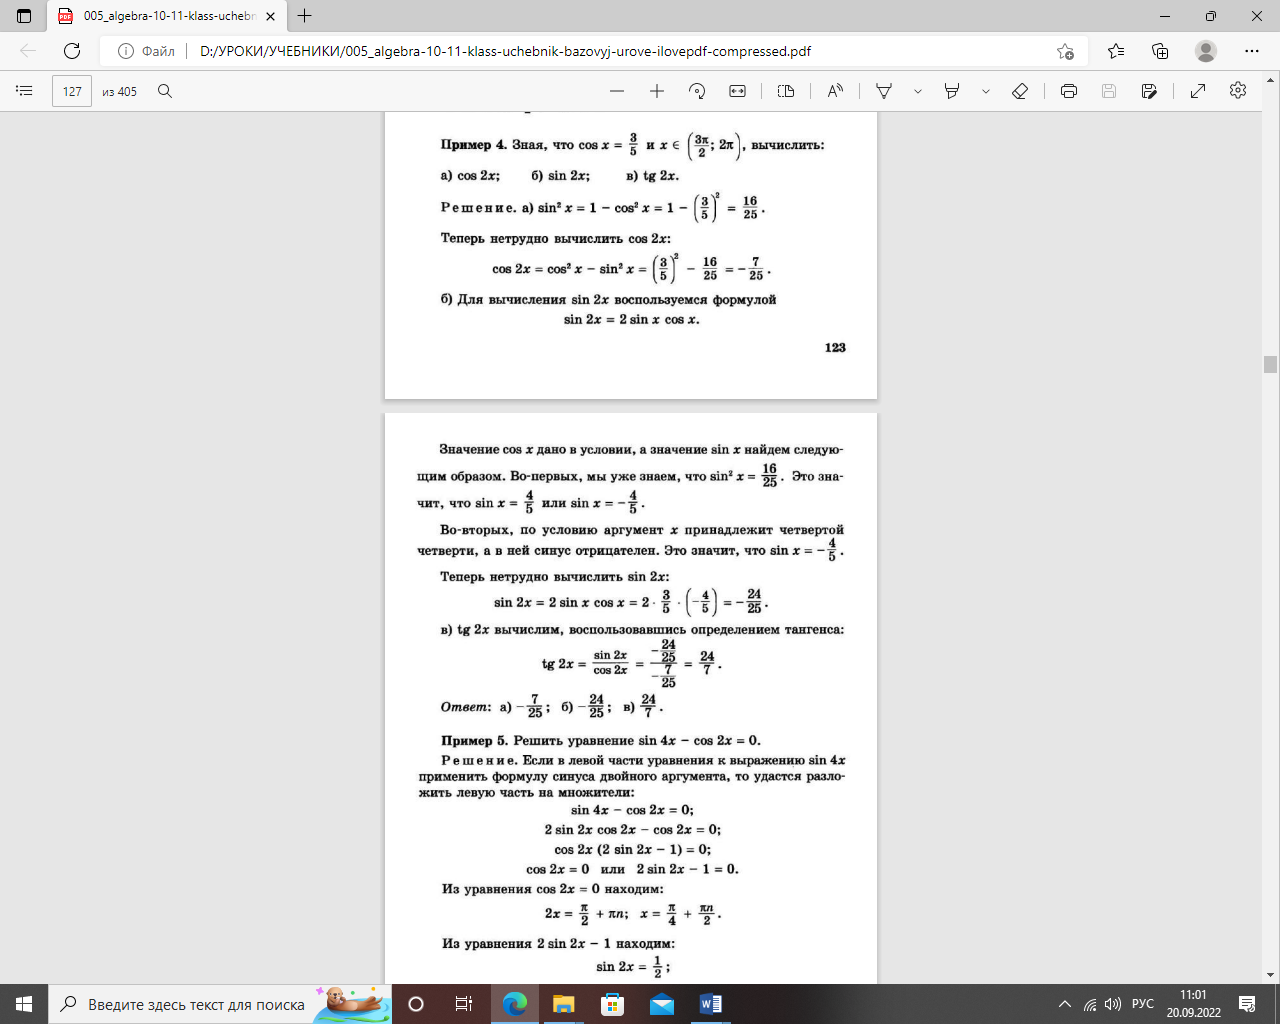 005_algebra-10-11-klass-uchebn
Файл D:/УРОКИ/УЧЕБНИКИ/005_algebra-10-11-klass-uchebnik-bazovyj-urove-ilovepdf-compressed.pdf
127 из 405
Пример 4. Зная, что cos x = 3/5 и x ∈ (3π/2; 2π), вычислить:
а) cos 2x; б) sin 2x; в) tg 2x.
Решение. а) sin² x = 1 − cos² x = 1 − (3/5)² = 16/25.
Теперь нетрудно вычислить cos 2x:
cos 2x = cos² x − sin² x = (3/5)² − 16/25 = −7/25.
б) Для вычисления sin 2x воспользуемся формулой
sin 2x = 2 sin x cos x.
123
Значение cos x дано в условии, а значение sin x найдем следую-
щим образом. Во-первых, мы уже знаем, что sin² x = 16/25. Это зна-
чит, что sin x = 4/5 или sin x = −4/5.
Во-вторых, по условию аргумент x принадлежит четвертой
четверти, а в ней синус отрицателен. Это значит, что sin x = −4/5.
Теперь нетрудно вычислить sin 2x:
sin 2x = 2 sin x cos x = 2 · 3/5 · (−4/5) = −24/25.
в) tg 2x вычислим, воспользовавшись определением тангенса:
tg 2x = sin 2x/cos 2x = (−24/25)/(−7/25) = 24/7.
Ответ: а) −7/25; б) −24/25; в) 24/7.
Пример 5. Решить уравнение sin 4x − cos 2x = 0.
Решение. Если в левой части уравнения к выражению sin 4x
применить формулу синуса двойного аргумента, то удастся разло-
жить левую часть на множители:
sin 4x − cos 2x = 0;
2 sin 2x cos 2x − cos 2x = 0;
cos 2x (2 sin 2x − 1) = 0;
cos 2x = 0 или 2 sin 2x − 1 = 0.
Из уравнения cos 2x = 0 находим:
2x = π/2 + πn; x = π/4 + πn/2.
Из уравнения 2 sin 2x − 1 находим:
sin 2x = 1/2;
Введите здесь текст для поиска
РУС
11:01
20.09.2022